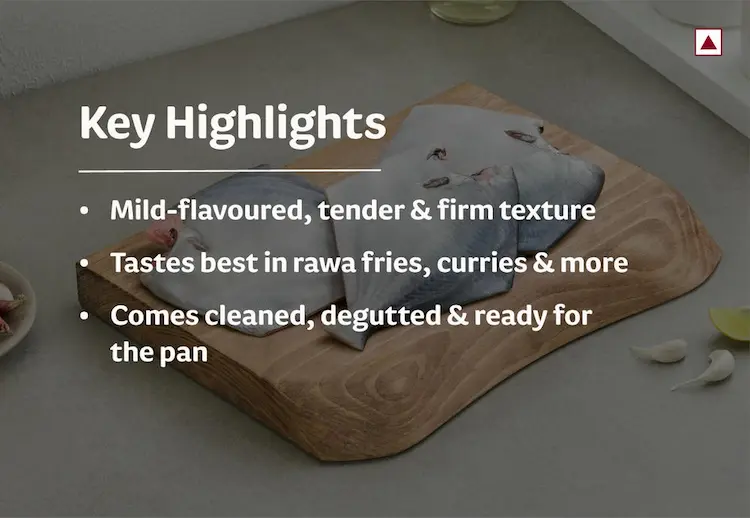 Key Highlights
• Mild-flavoured, tender & firm texture
• Tastes best in rawa fries, curries & more
• Comes cleaned, degutted & ready for
the pan